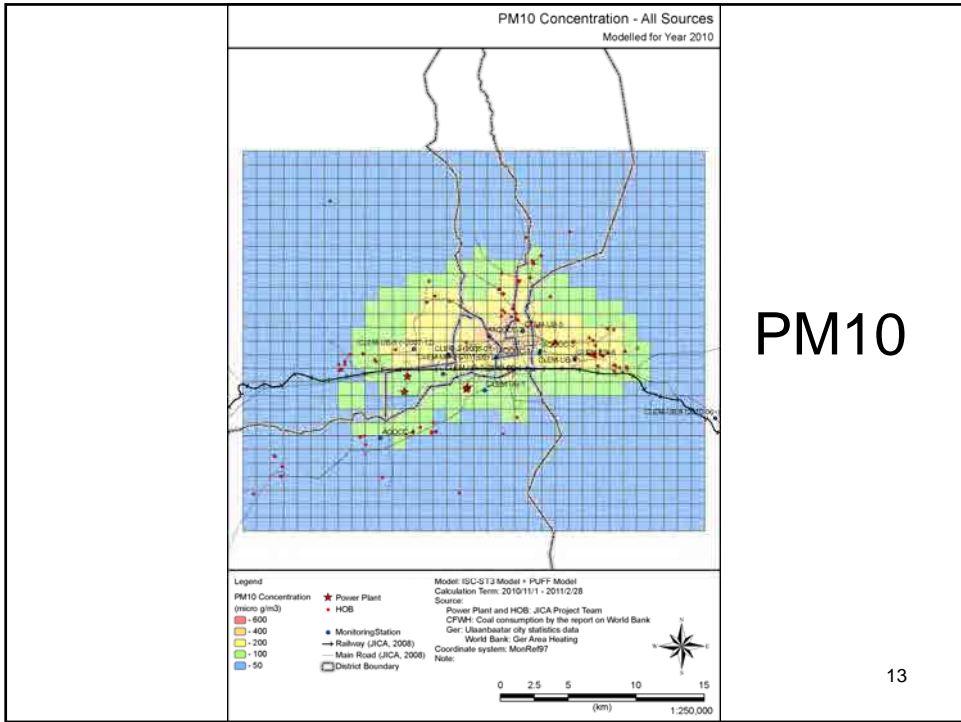 PM10 Concentration - All Sources
Modelled for Year 2010
PM10
AQOCC-
Legend
PM10 Concentration
(micro g/m3)
- 600
- 400
- 200
- 100
- 50
Power Plant
HOB
MonitoringStation
Railway (JICA, 2008)
Main Road (JICA, 2008)
District Boundary
Model: ISC-ST3 Model + PUFF Model
Calculation Term: 2010/11/1 - 2011/2/28
Source:
Power Plant and HOB: JICA Project Team
CFWH: Coal consumption by the report on World Bank
Ger: Ulaanbaatar city statistics data
World Bank: Ger Area Heating
Coordinate system: MonRef97
Note:
N
W E
S
0 2.5 5 10 15
(km)
1:250,000
13